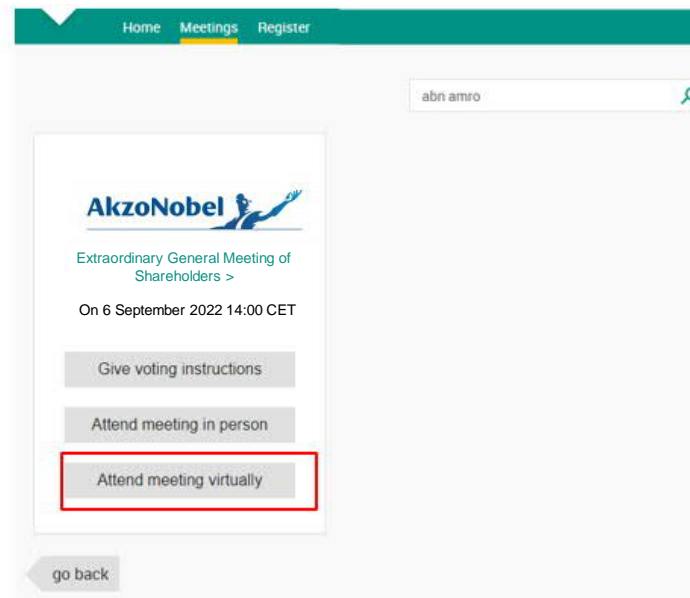 Home Meetings Register
abn amro
AkzoNobel
Extraordinary General Meeting of
Shareholders >
On 6 September 2022 14:00 CET
Give voting instructions
Attend meeting in person
Attend meeting virtually
go back